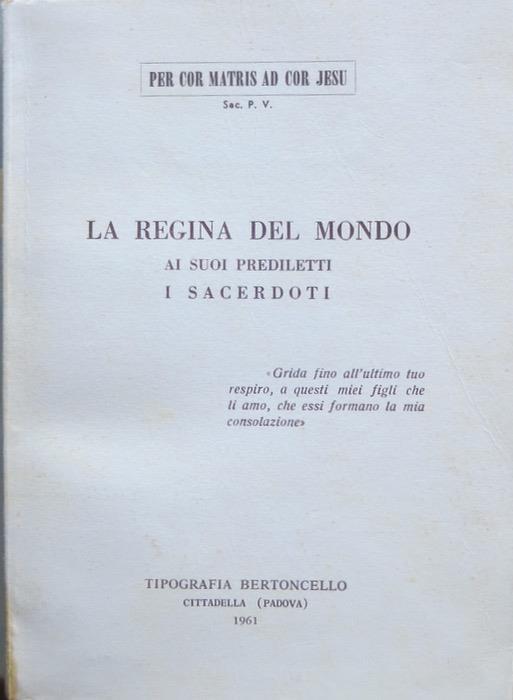 PER COR MATRIS AD COR JESU
Sac. P. V.
LA REGINA DEL MONDO
AI SUOI PREDILETTI
I SACERDOTI
«Grida fino all'ultimo tuo
respiro, a questi miei figli che
li amo, che essi formano la mia
consolazione»
TIPOGRAFIA BERTONCELLO
CITTADELLA (PADOVA)
1961